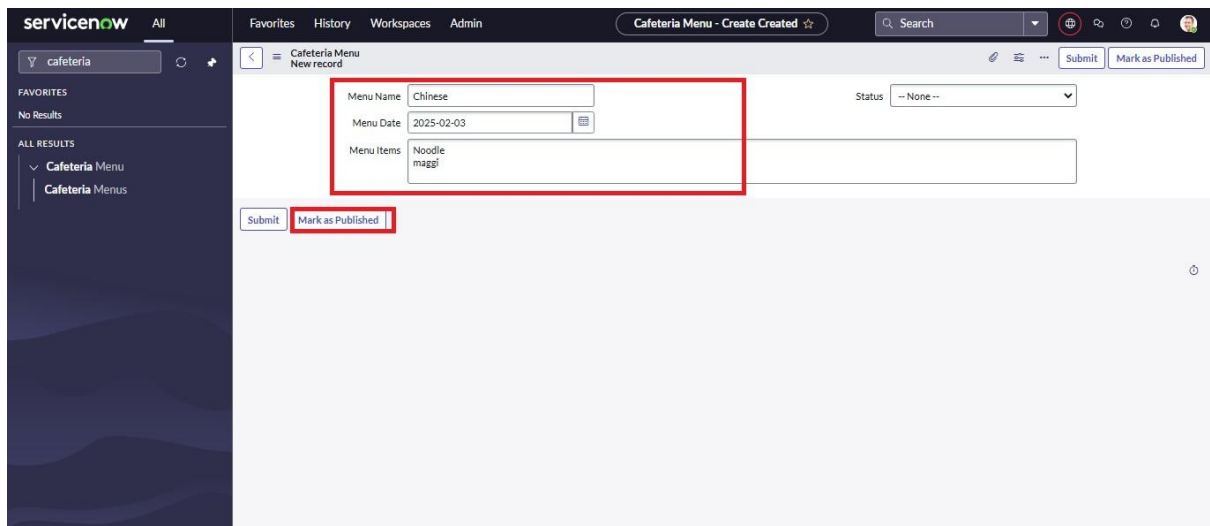 servicenow All Favorites History Workspaces Admin Cafeteria Menu - Create Created Search
cafeteria
Cafeteria Menu
New record
Submit Mark as Published
FAVORITES
No Results
ALL RESULTS
Cafeteria Menu
Cafeteria Menus
Menu Name Chinese
Status -- None --
Menu Date 2025-02-03
Menu Items Noodle
maggi
Submit Mark as Published